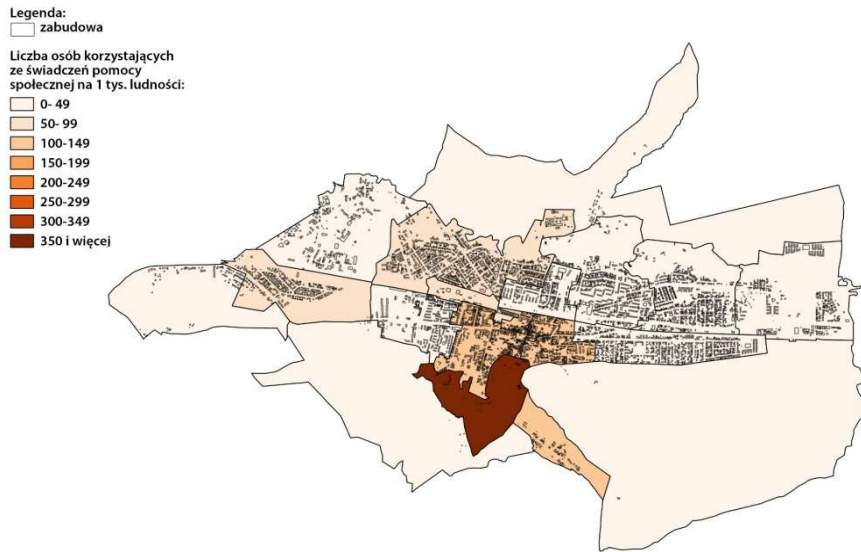 Legenda:
zabudowa
Liczba osób korzystających
ze świadczeń pomocy
społecznej na 1 tys. ludności:
0- 49
50- 99
100-149
150-199
200-249
250-299
300-349
350 i więcej